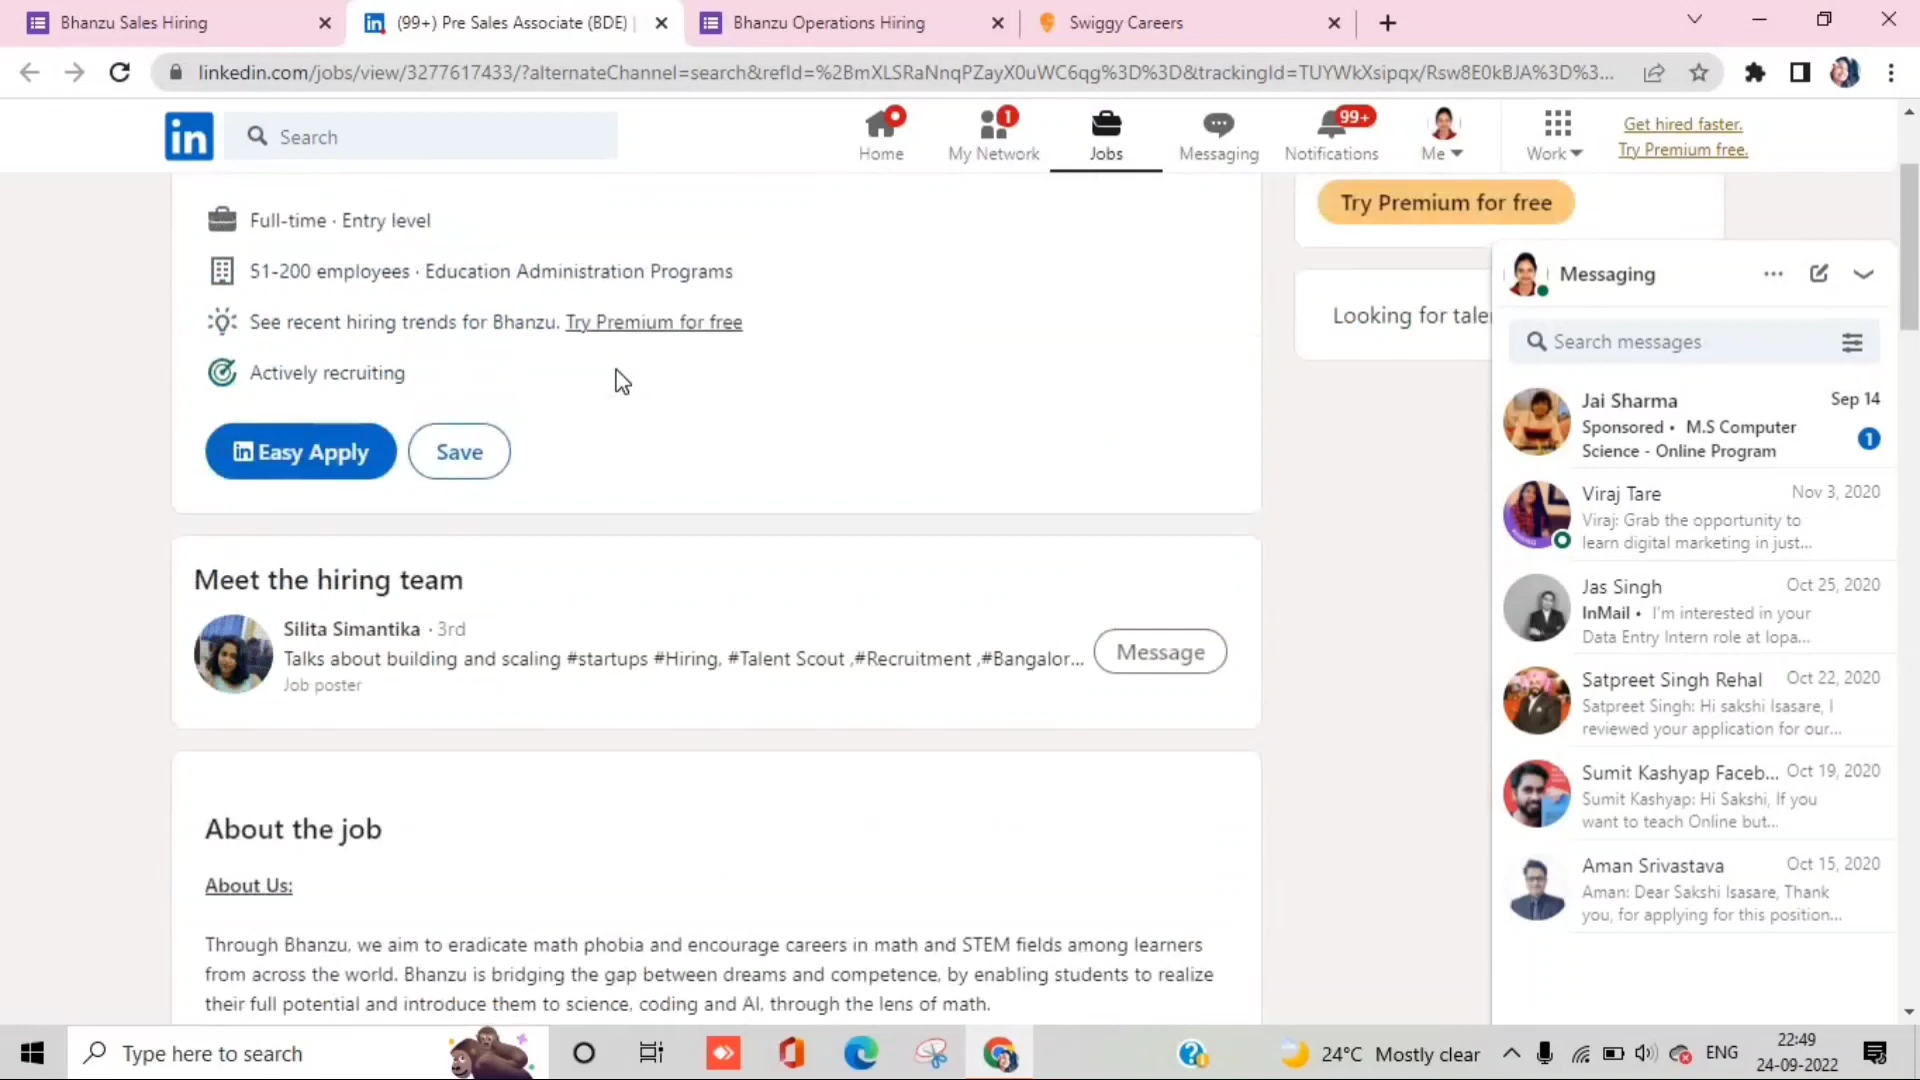 Bhanzu Sales Hiring
(99+) Pre Sales Associate (BDE) |
Bhanzu Operations Hiring
Swiggy Careers
linkedin.com/jobs/view/3277617433/?alternateChannel=search&refId=%2BmXLSRaNnqPZayX0uWC6qg%3D%3D&trackingId=TUYWkXsipqx/Rsw8E0kBJA%3D%3...
in
Search
Home
1
My Network
Jobs
Messaging
99+
Notifications
Me
Work
Get hired faster.
Try Premium free.
Full-time · Entry level
51-200 employees · Education Administration Programs
See recent hiring trends for Bhanzu. Try Premium for free
Actively recruiting
in Easy Apply
Save
Meet the hiring team
Silita Simantika · 3rd
Talks about building and scaling #startups #Hiring, #Talent Scout ,#Recruitment ,#Bangalor...
Job poster
Message
About the job
About Us:
Through Bhanzu, we aim to eradicate math phobia and encourage careers in math and STEM fields among learners
from across the world. Bhanzu is bridging the gap between dreams and competence, by enabling students to realize
their full potential and introduce them to science, coding and AI, through the lens of math.
Try Premium for free
Looking for tale
Messaging
Search messages
Jai Sharma Sep 14
Sponsored • M.S Computer
Science - Online Program
1
Viraj Tare Nov 3, 2020
Viraj: Grab the opportunity to
learn digital marketing in just...
Jas Singh Oct 25, 2020
InMail • I'm interested in your
Data Entry Intern role at lopa...
Satpreet Singh Rehal Oct 22, 2020
Satpreet Singh: Hi sakshi Isasare, I
reviewed your application for our...
Sumit Kashyap Faceb... Oct 19, 2020
Sumit Kashyap: Hi Sakshi, If you
want to teach Online but...
Aman Srivastava Oct 15, 2020
Aman: Dear Sakshi Isasare, Thank
you, for applying for this position...
Type here to search
24°C Mostly clear
ENG
22:49
24-09-2022